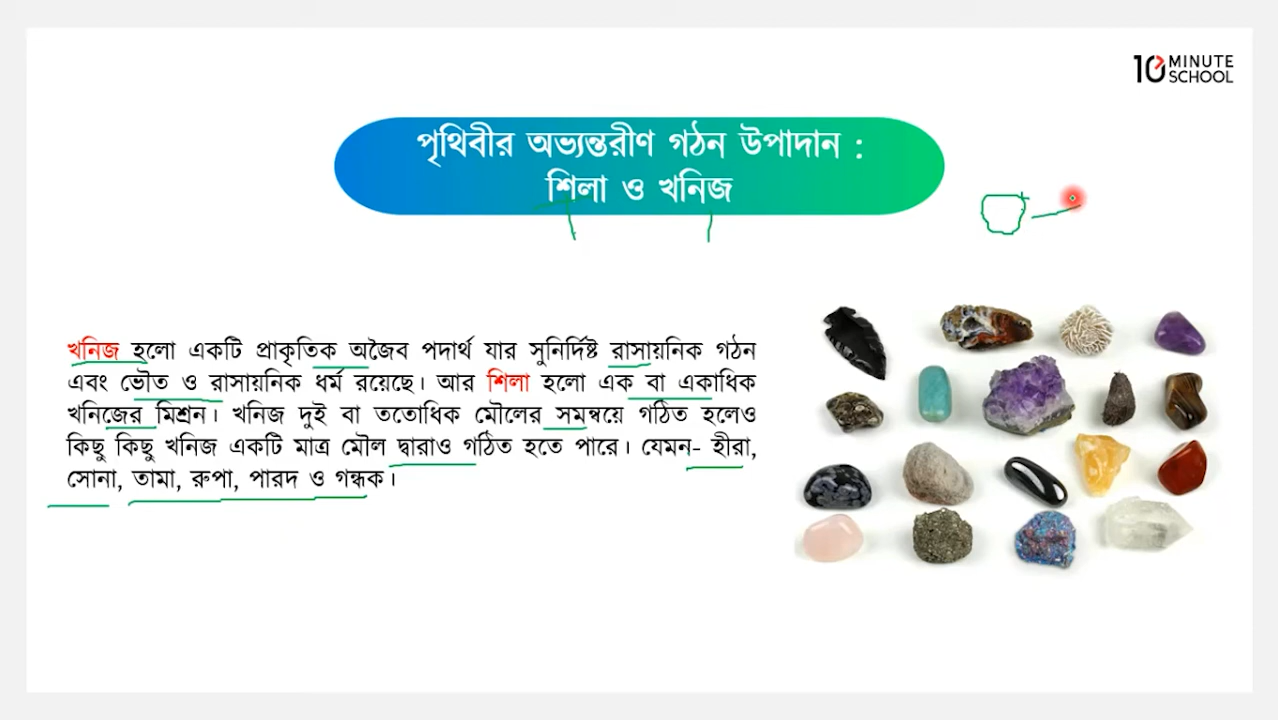 10 MINUTE
SCHOOL
পৃথিবীর অভ্যন্তরীণ গঠন উপাদান :
শিলা ও খনিজ
খনিজ হলো একটি প্রাকৃতিক অজৈব পদার্থ যার সুনির্দিষ্ট রাসায়নিক গঠন
এবং ভৌত ও রাসায়নিক ধর্ম রয়েছে। আর শিলা হলো এক বা একাধিক
খনিজের মিশ্রন। খনিজ দুই বা ততোধিক মৌলের সমন্বয়ে গঠিত হলেও
কিছু কিছু খনিজ একটি মাত্র মৌল দ্বারাও গঠিত হতে পারে। যেমন- হীরা,
সোনা, তামা, রুপা, পারদ ও গন্ধক।